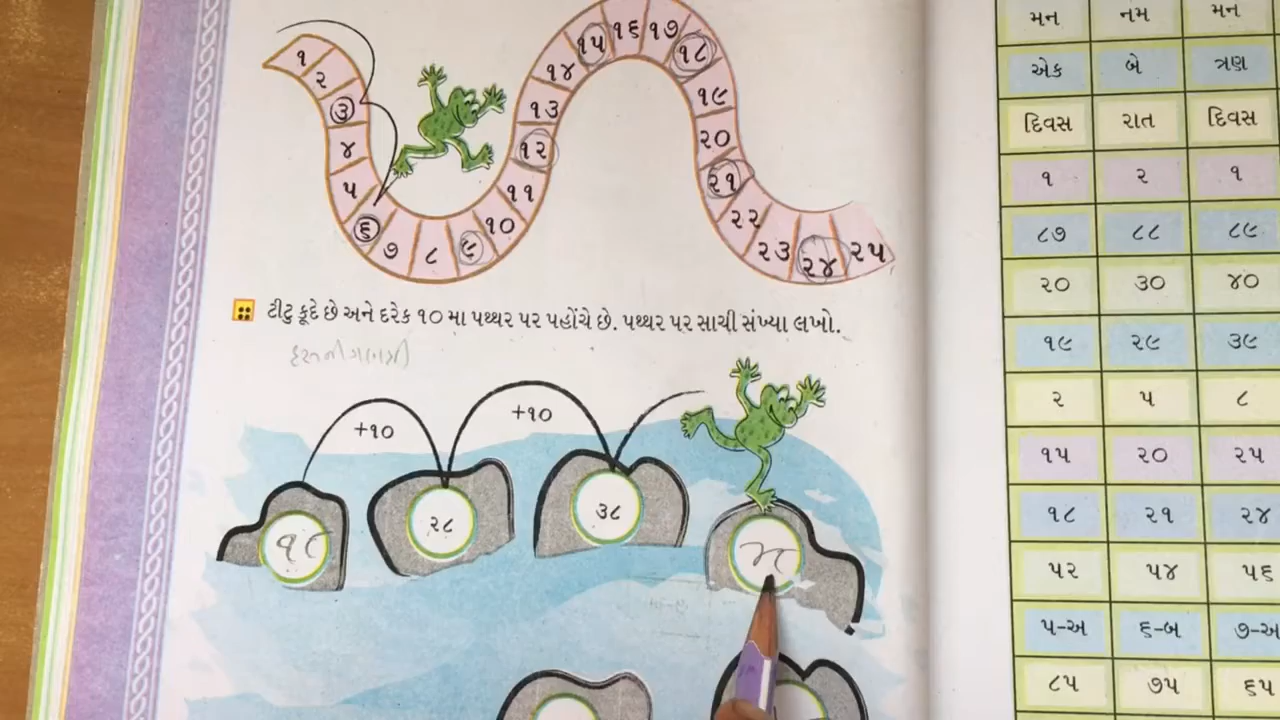 ૧ ૨ ૩ ૪ ૫ ૬ ૭ ૮ ૯ ૧૦ ૧૧ ૧૨ ૧૩ ૧૪ ૧૫ ૧૬ ૧૭ ૧૮ ૧૯ ૨૦ ૨૧ ૨૨ ૨૩ ૨૪ ૨૫
ટીટુ કૂદે છે અને દરેક ૧૦ મા પથ્થર પર પહોંચે છે. પથ્થર પર સાચી સંખ્યા લખો.
+૧૦ +૧૦
૧૮ ૨૮ ૩૮ ૪૮
મન નમ મન
એક બે ત્રણ
દિવસ રાત દિવસ
૧ ૨ ૧
૮૭ ૮૮ ૮૯
૨૦ ૩૦ ૪૦
૧૯ ૨૯ ૩૯
૨ ૫ ૮
૧૫ ૨૦ ૨૫
૧૮ ૨૧ ૨૪
૫૨ ૫૪ ૫૬
૫-અ ૬-બ ૭-અ
૮૫ ૭૫ ૬૫